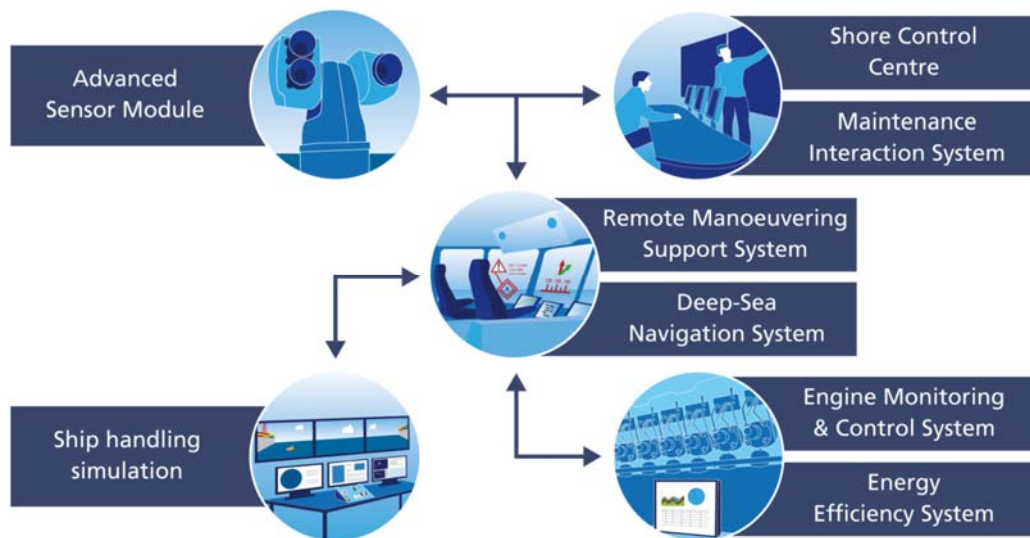 Advanced
Sensor Module
Shore Control
Centre
Maintenance
Interaction System
Remote Manoeuvering
Support System
Deep-Sea
Navigation System
Ship handling
simulation
Engine Monitoring
& Control System
Energy
Efficiency System